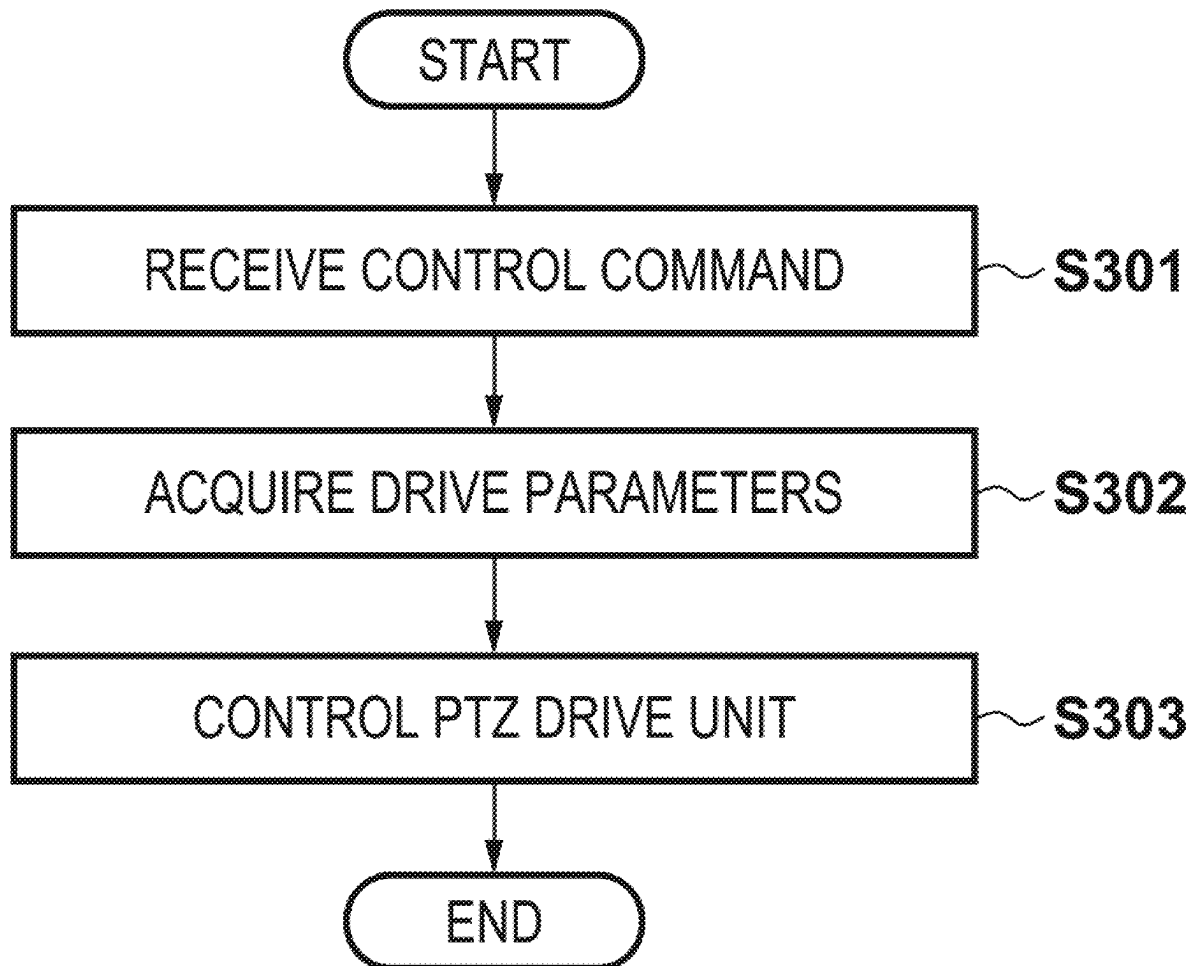 START
RECEIVE CONTROL COMMAND
S301
ACQUIRE DRIVE PARAMETERS
S302
CONTROL PTZ DRIVE UNIT
S303
END